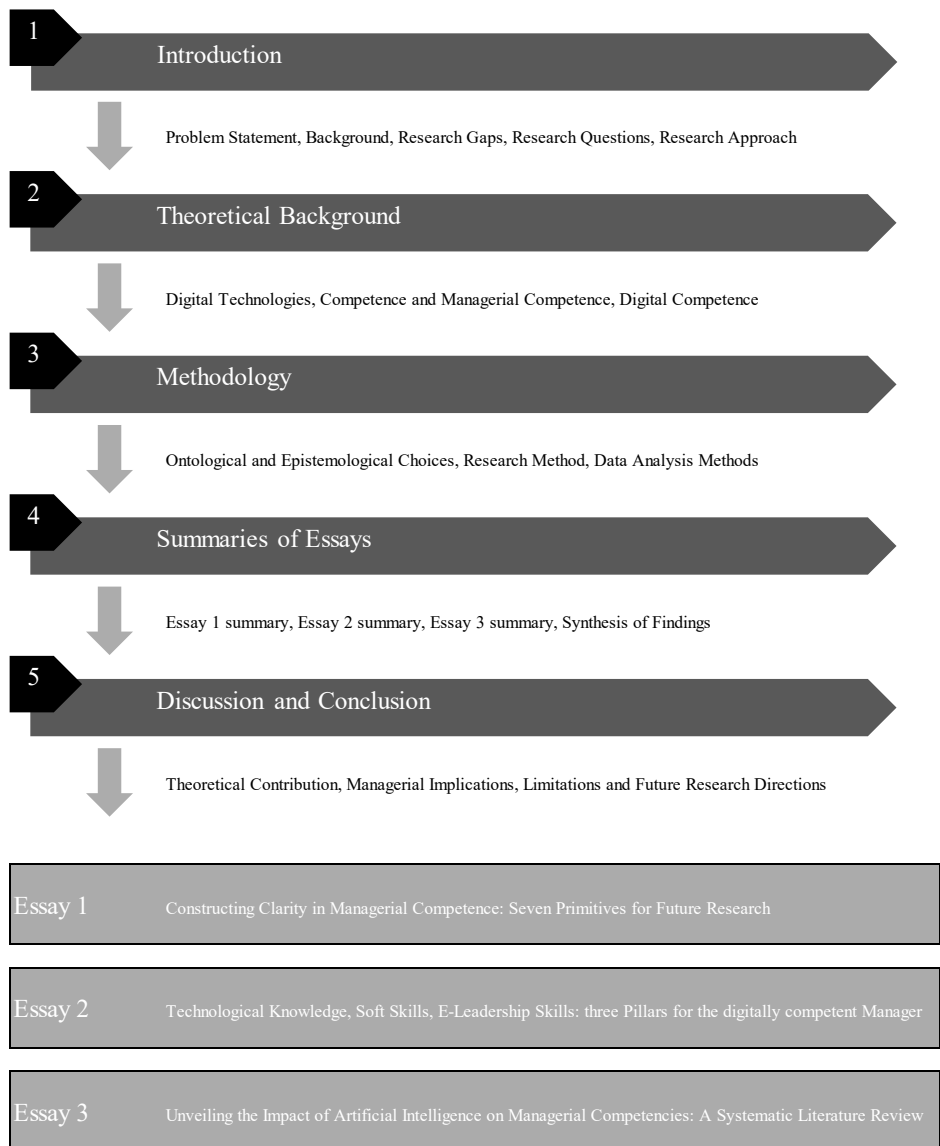 1
Introduction
Problem Statement, Background, Research Gaps, Research Questions, Research Approach
2
Theoretical Background
Digital Technologies, Competence and Managerial Competence, Digital Competence
3
Methodology
Ontological and Epistemological Choices, Research Method, Data Analysis Methods
4
Summaries of Essays
Essay 1 summary, Essay 2 summary, Essay 3 summary, Synthesis of Findings
5
Discussion and Conclusion
Theoretical Contribution, Managerial Implications, Limitations and Future Research Directions
Essay 1 Constructing Clarity in Managerial Competence: Seven Primitives for Future Research
Essay 2 Technological Knowledge, Soft Skills, E-Leadership Skills: three Pillars for the digitally competent Manager
Essay 3 Unveiling the Impact of Artificial Intelligence on Managerial Competencies: A Systematic Literature Review